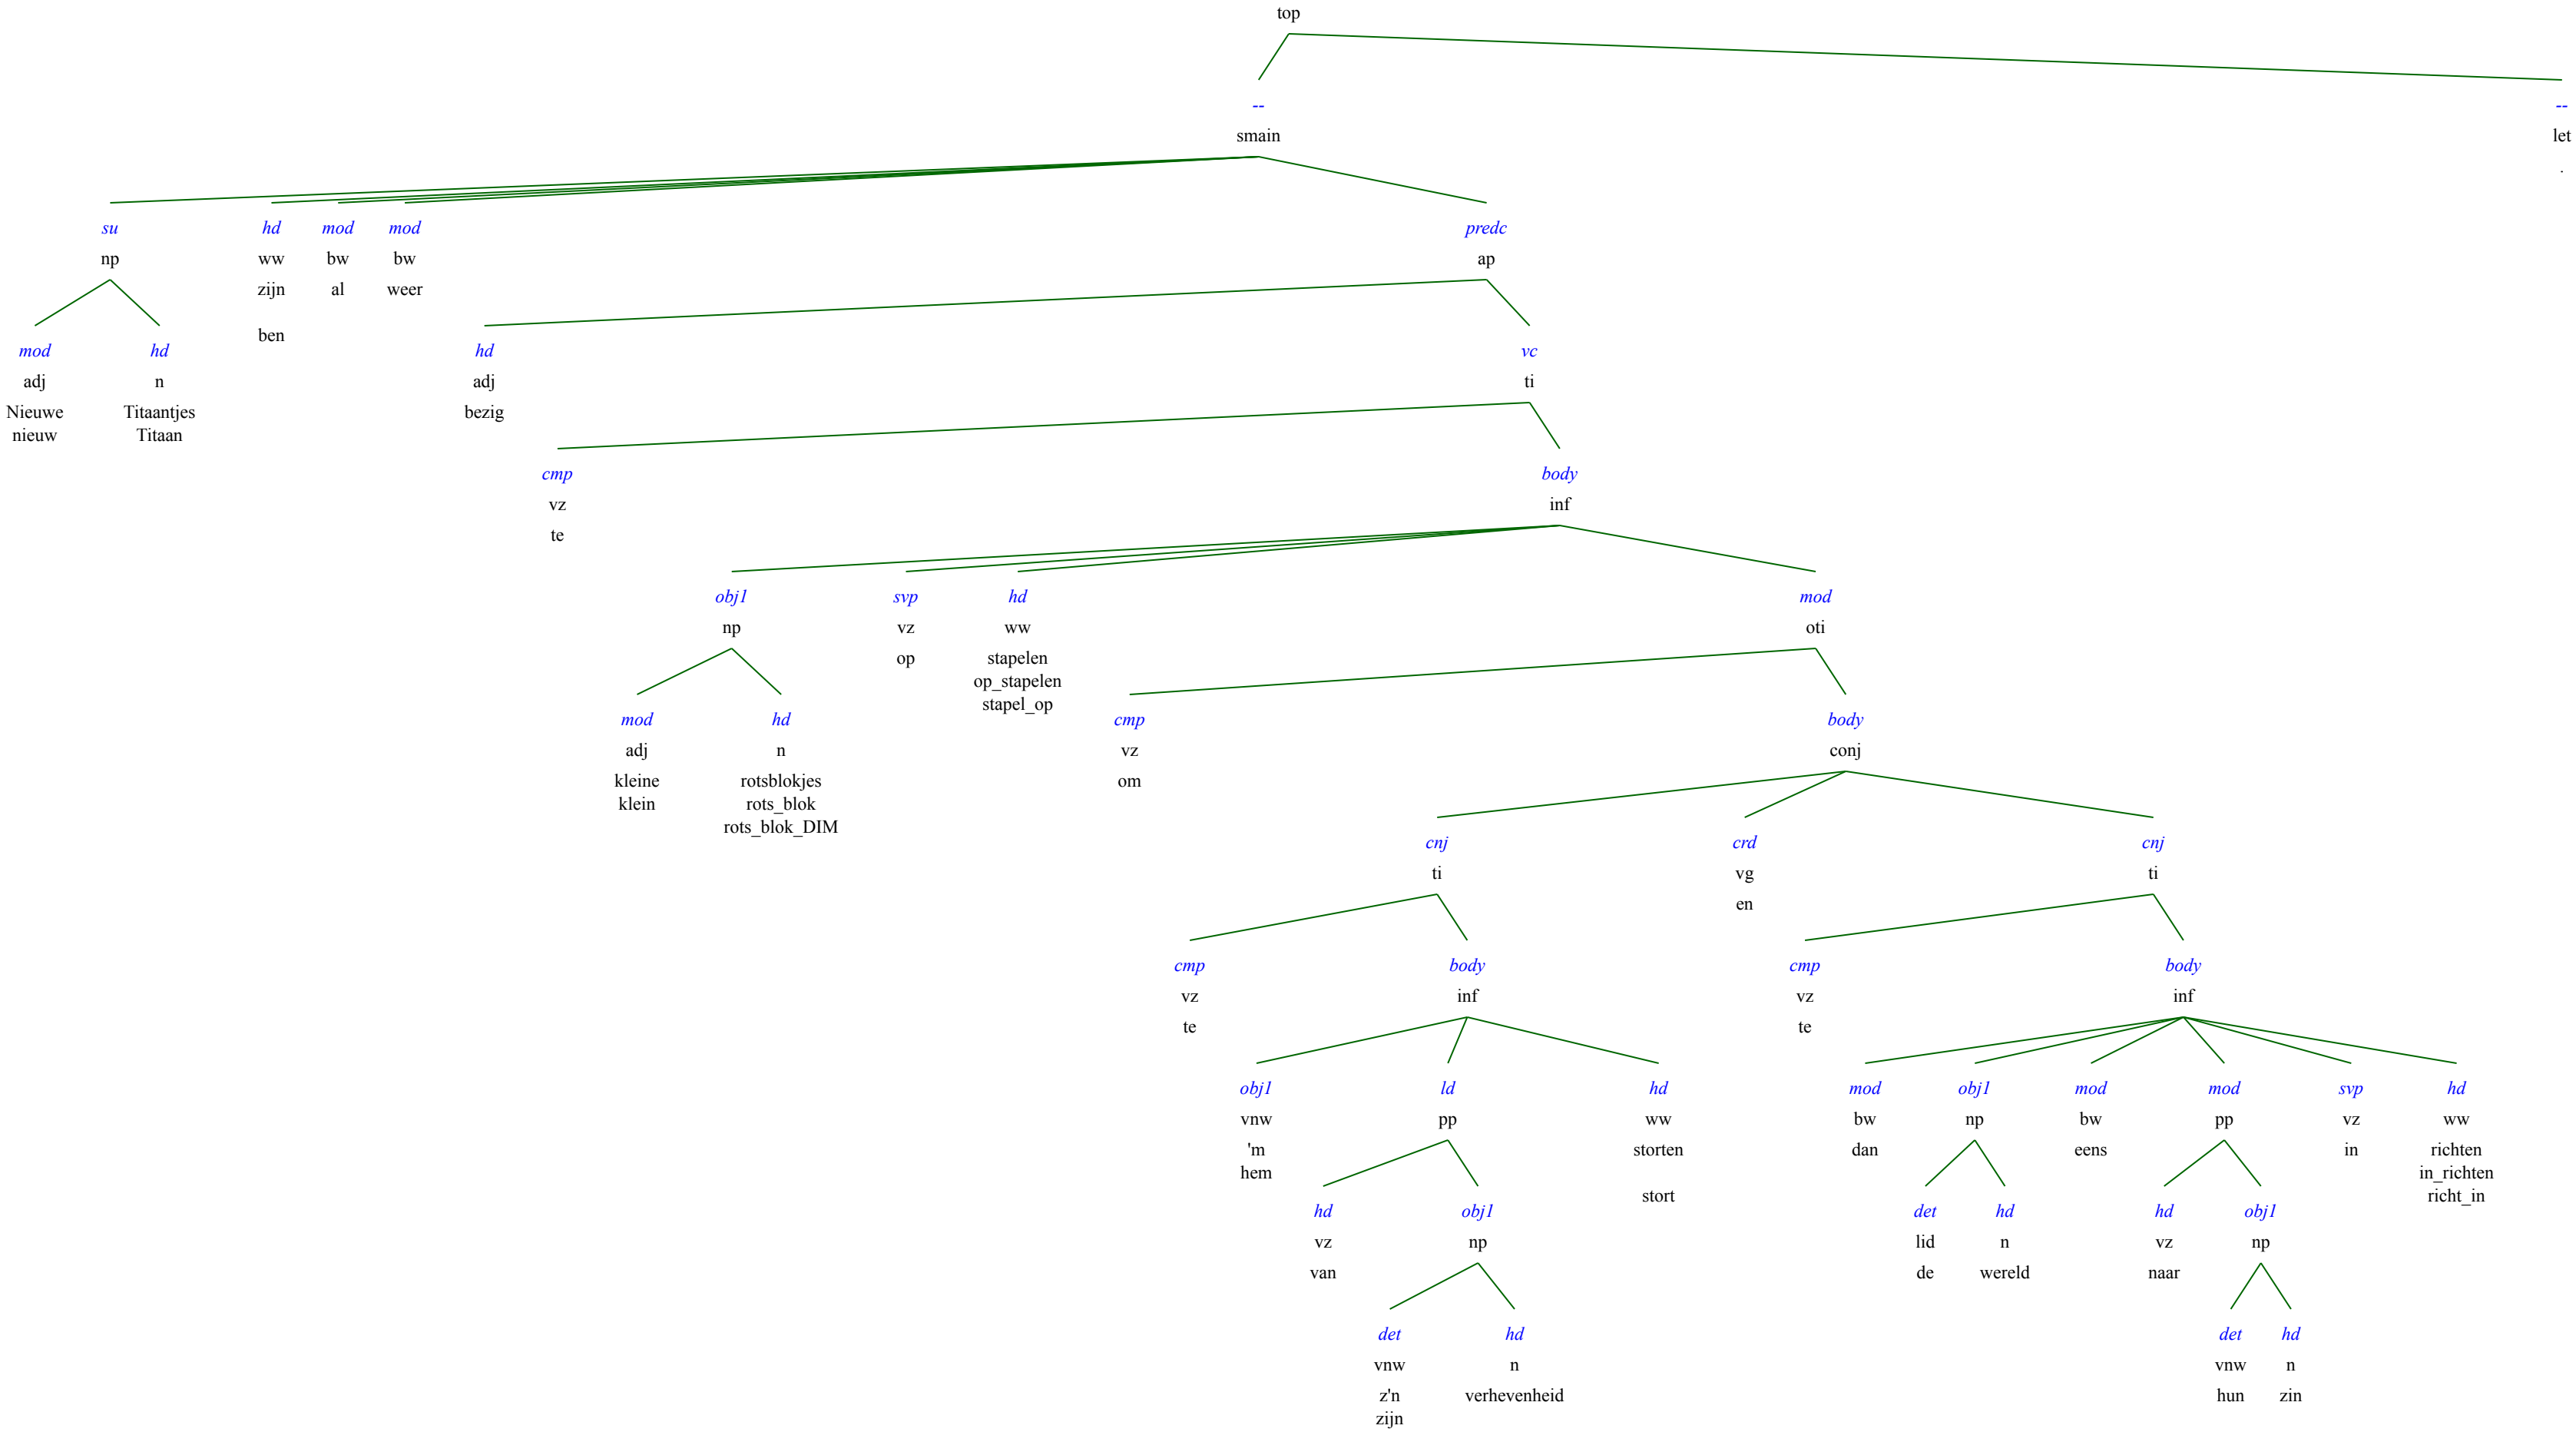 top
-- --
smain let
.
su hd mod mod predc
np ww bw bw ap
zijn al weer
ben
mod hd hd vc
adj n adj ti
Nieuwe Titaantjes bezig
nieuw Titaan
cmp body
vz inf
te
obj1 svp hd mod
np vz ww oti
op stapelen
op_stapelen
stapel_op
mod hd cmp body
adj n vz conj
kleine rotsblokjes om
klein rots_blok
rots_blok_DIM
cnj crd cnj
ti vg ti
en
cmp body cmp body
vz inf vz inf
te te
obj1 ld hd mod obj1 mod mod svp hd
vnw pp ww bw np bw pp vz ww
'm storten dan eens in richten
hem in_richten
stort richt_in
hd obj1 det hd hd obj1
vz np lid n vz np
van de wereld naar
det hd det hd
vnw n vnw n
z'n verhevenheid hun zin
zijn